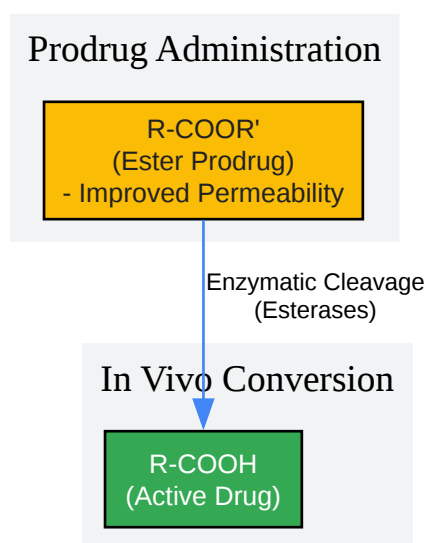 Prodrug Administration
R-COOR'
(Ester Prodrug)
- Improved Permeability
Enzymatic Cleavage
(Esterases)
In Vivo Conversion
R-COOH
(Active Drug)